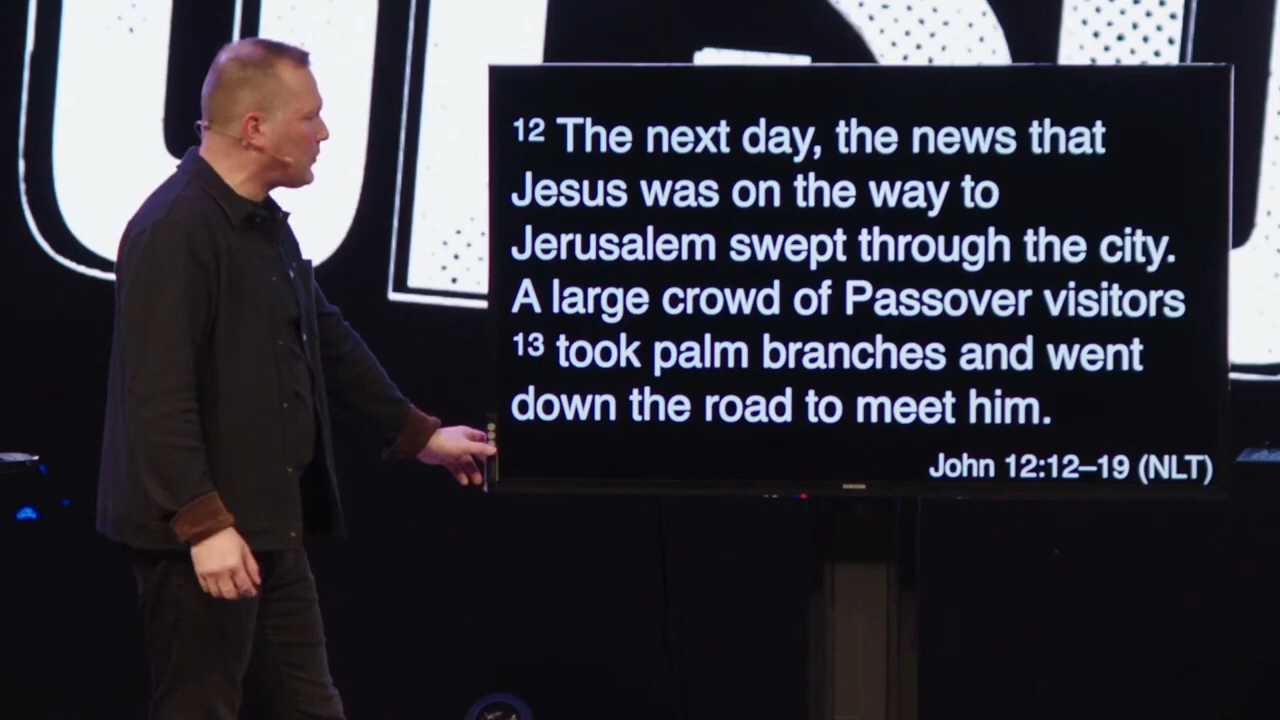 12 The next day, the news that
Jesus was on the way to
Jerusalem swept through the city.
A large crowd of Passover visitors
13 took palm branches and went
down the road to meet him.
John 12:12–19 (NLT)